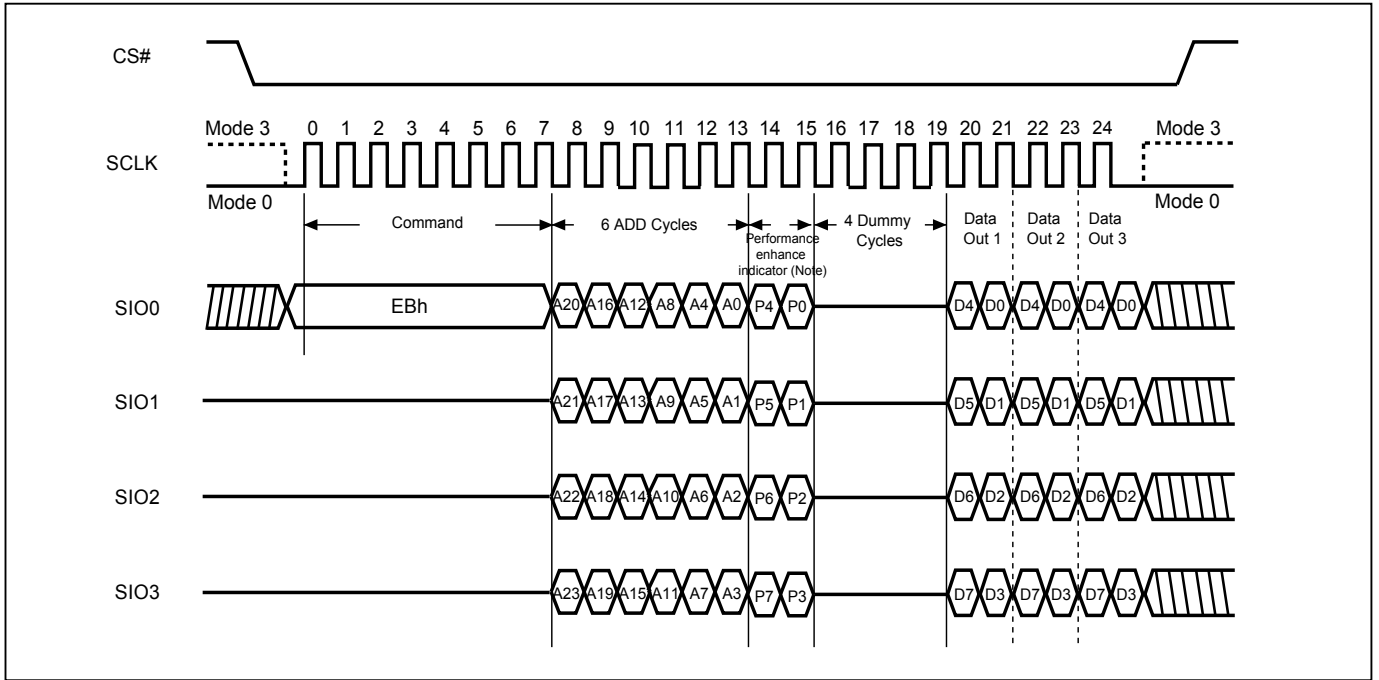 CS#
Mode 3 0 1 2 3 4 5 6 7 8 9 10 11 12 13 14 15 16 17 18 19 20 21 22 23 24 Mode 3
SCLK
Mode 0 Mode 0
Command 6 ADD Cycles 4 Dummy Cycles Data Out 1 Data Out 2 Data Out 3
Performance
enhance
indicator (Note)
SIO0 EBh A20 A16 A12 A8 A4 A0 P4 P0 D4 D0 D4 D0 D4 D0
SIO1 A21 A17 A13 A9 A5 A1 P5 P1 D5 D1 D5 D1 D5 D1
SIO2 A22 A18 A14 A10 A6 A2 P6 P2 D6 D2 D6 D2 D6 D2
SIO3 A23 A19 A15 A11 A7 A3 P7 P3 D7 D3 D7 D3 D7 D3